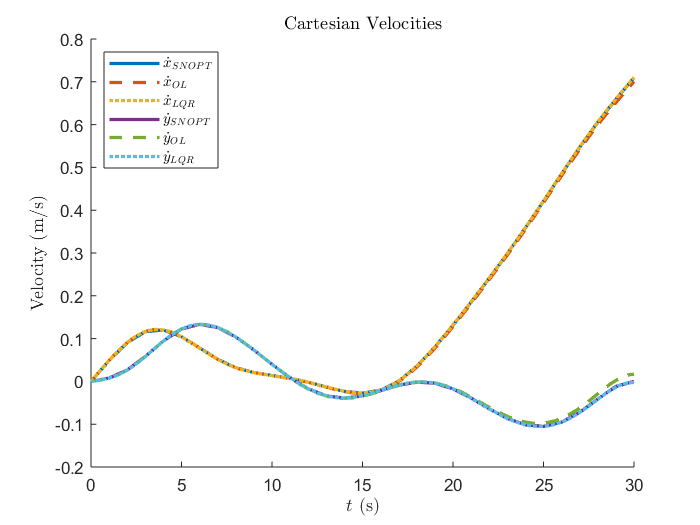 Cartesian Velocities
0.8
0.7
0.6
0.5
0.4
0.3
0.2
0.1
0
-0.1
-0.2
Velocity (m/s)
ẋ_SNOPT
ẋ_OL
ẋ_LQR
ẏ_SNOPT
ẏ_OL
ẏ_LQR
0 5 10 15 20 25 30
t (s)